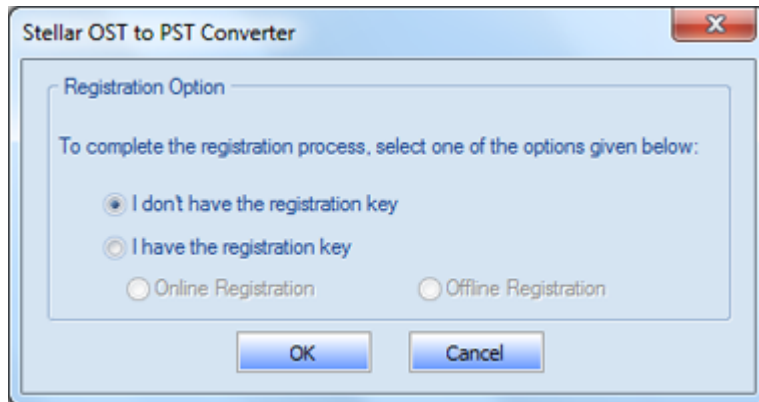 Stellar OST to PST Converter
Registration Option
To complete the registration process, select one of the options given below:
I don't have the registration key
I have the registration key
Online Registration Offline Registration
OK Cancel